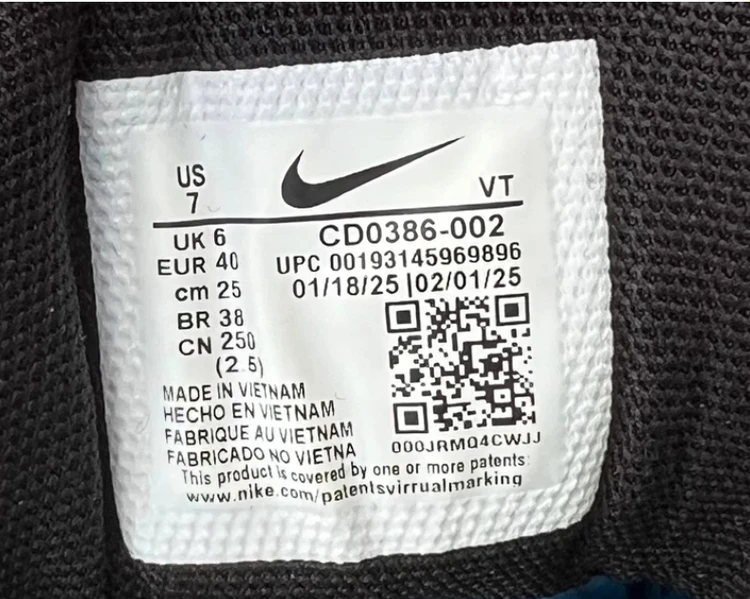 US
7
VT
UK 6
EUR 40
cm 25
BR 38
CN 250
(2.5)
CD0386-002
UPC 00193145969896
01/18/25 |02/01/25
000JRMQ4CWJJ
MADE IN VIETNAM
HECHO EN VIETNAM
FABRIQUE AU VIETNAM
FABRICADO NO VIETNA
This product is covered by one or more patents:
www.nike.com/patentsvirrualmarking